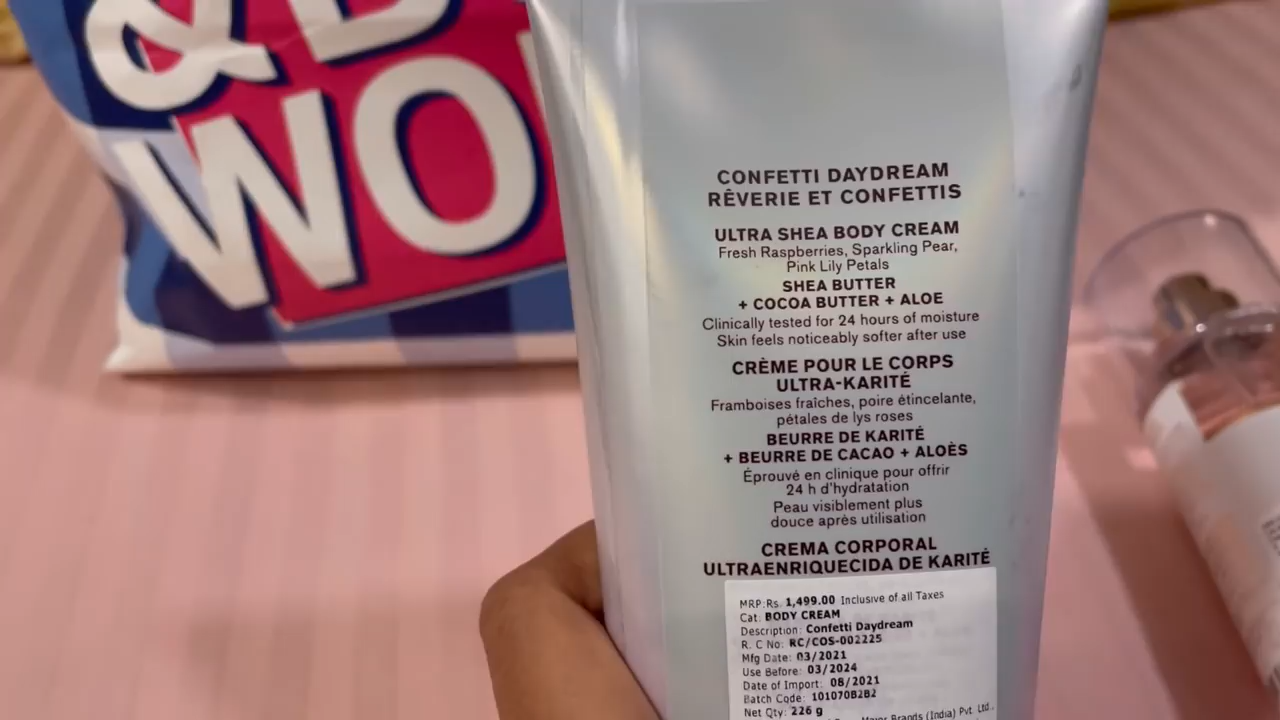 &
WO
CONFETTI DAYDREAM
RÊVERIE ET CONFETTIS
ULTRA SHEA BODY CREAM
Fresh Raspberries, Sparkling Pear,
Pink Lily Petals
SHEA BUTTER
+ COCOA BUTTER + ALOE
Clinically tested for 24 hours of moisture
Skin feels noticeably softer after use
CRÈME POUR LE CORPS
ULTRA-KARITÉ
Framboises fraîches, poire étincelante,
pétales de lys roses
BEURRE DE KARITÉ
+ BEURRE DE CACAO + ALOÈS
Éprouvé en clinique pour offrir
24 h d'hydratation
Peau visiblement plus
douce après utilisation
CREMA CORPORAL
ULTRAENRIQUECIDA DE KARITÉ
MRP:Rs. 1,499.00 Inclusive of all Taxes
Cat: BODY CREAM
Description: Confetti Daydream
R. C No: RC/COS-002225
Mfg Date: 03/2021
Use Before: 03/2024
Date of Import: 08/2021
Batch Code: 101070B2B2
Net Qty: 226 g
Major Brands (India) Pvt. Ltd.,